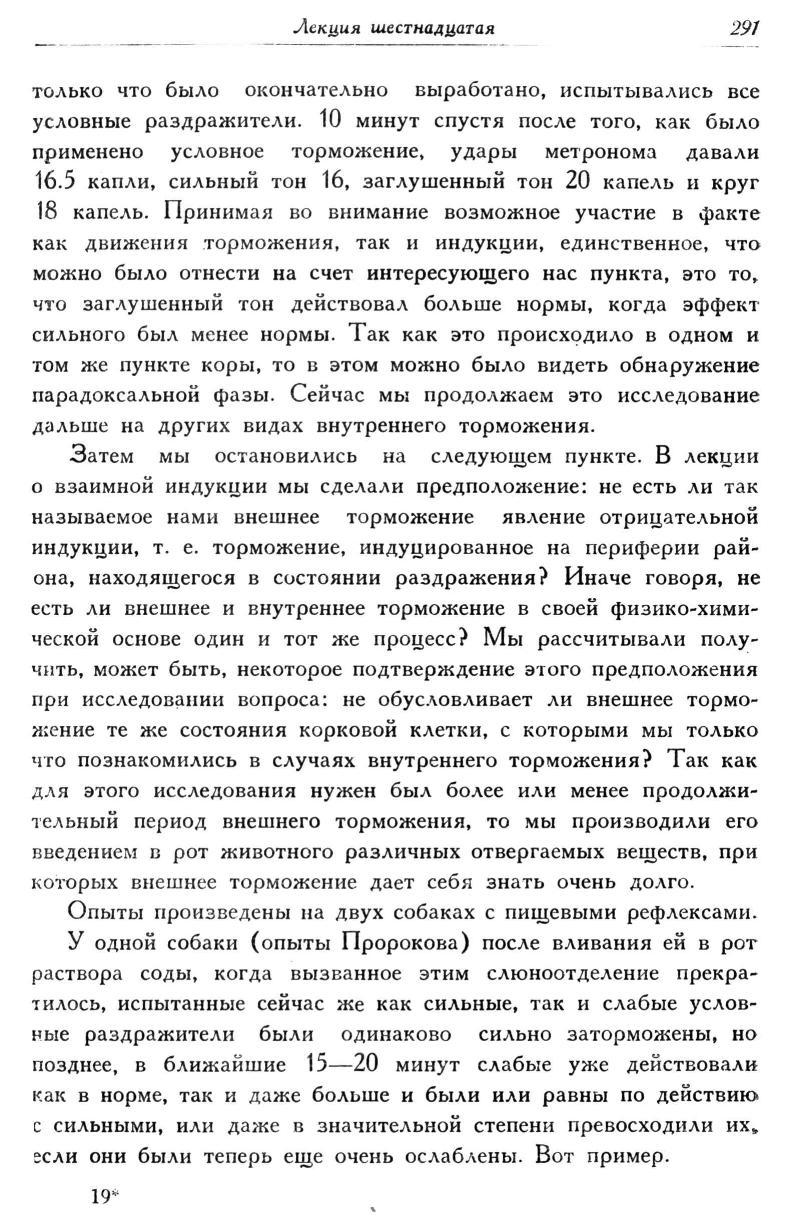 Лекция шестнадцатая 291
только что было окончательно выработано, испытывались все
условные раздражители. 10 минут спустя после того, как было
применено условное торможение, удары метронома давали
16.5 капли, сильный тон 16, заглушенный тон 20 капель и круг
18 капель. Принимая во внимание возможное участие в факте
как движения торможения, так и индукции, единственное, что
можно было отнести на счет интересующего нас пункта, это то,
что заглушенный тон действовал больше нормы, когда эффект
сильного был менее нормы. Так как это происходило в одном и
том же пункте коры, то в этом можно было видеть обнаружение
парадоксальной фазы. Сейчас мы продолжаем это исследование
дальше на других видах внутреннего торможения.
Затем мы остановились на следующем пункте. В лекции
о взаимной индукции мы сделали предположение: не есть ли так
называемое нами внешнее торможение явление отрицательной
индукции, т. е. торможение, индуцированное на периферии рай-
она, находящегося в состоянии раздражения? Иначе говоря, не
есть ли внешнее и внутреннее торможение в своей физико-хими-
ческой основе один и тот же процесс? Мы рассчитывали полу-
чить, может быть, некоторое подтверждение этого предположения
при исследовании вопроса: не обусловливает ли внешнее тормо-
жение те же состояния корковой клетки, с которыми мы только
что познакомились в случаях внутреннего торможения? Так как
для этого исследования нужен был более или менее продолжи-
тельный период внешнего торможения, то мы производили его
введением в рот животного различных отвергаемых веществ, при
которых внешнее торможение дает себя знать очень долго.
Опыты произведены на двух собаках с пищевыми рефлексами.
У одной собаки (опыты Пророкова) после вливания ей в рот
раствора соды, когда вызванное этим слюноотделение прекра-
тилось, испытанные сейчас же как сильные, так и слабые услов-
ные раздражители были одинаково сильно заторможены, но
позднее, в ближайшие 15—20 минут слабые уже действовали
как в норме, так и даже больше и были или равны по действию
с сильными, или даже в значительной степени превосходили их,
если они были теперь еще очень ослаблены. Вот пример.
19*